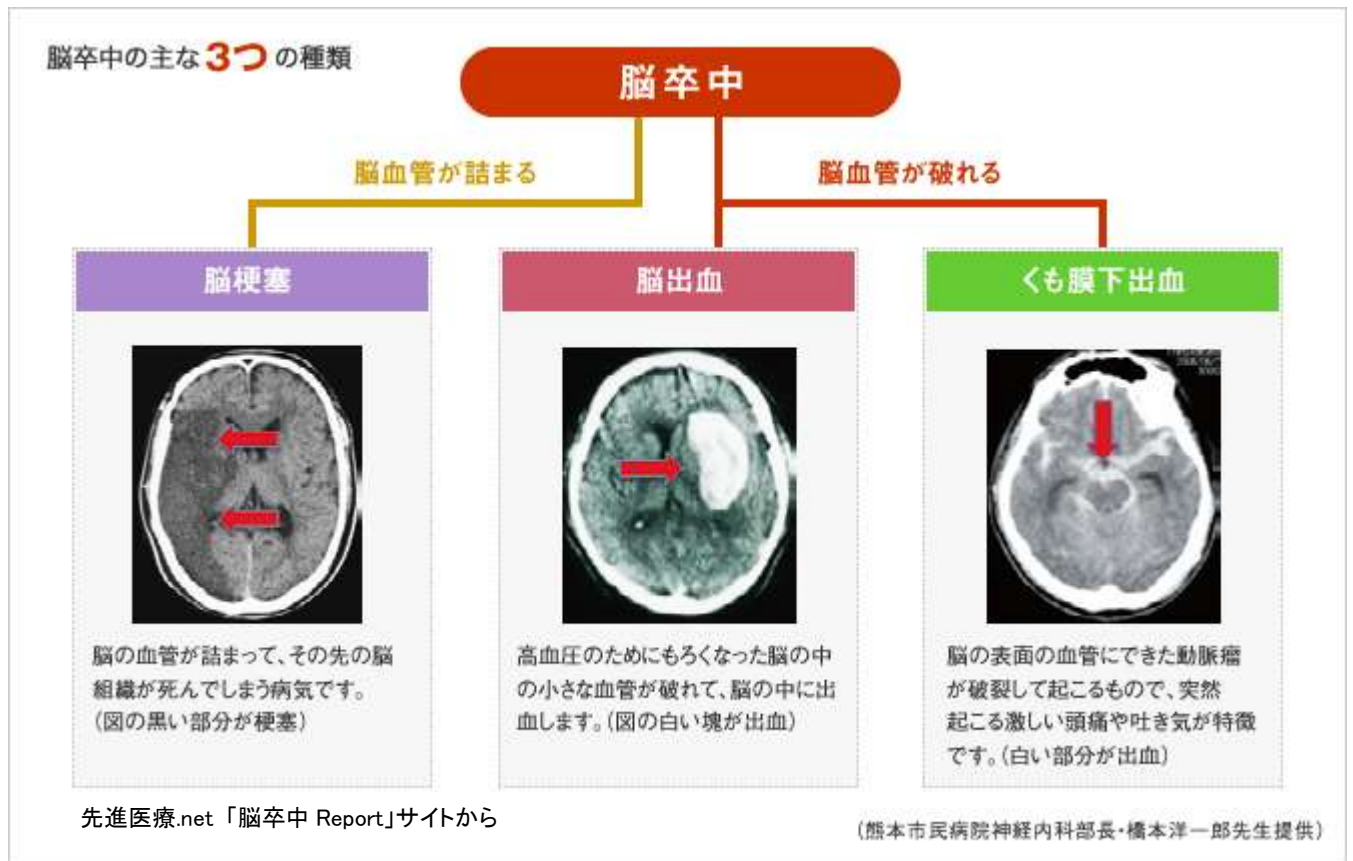 脳卒中の主な3つの種類
脳卒中
脳血管が詰まる
脳血管が破れる
脳梗塞
脳の血管が詰まって、その先の脳
組織が死んでしまう病気です。
(図の黒い部分が梗塞)
脳出血
高血圧のためにもろくなった脳の中
の小さな血管が破れて、脳の中に出
血します。(図の白い塊が出血)
くも膜下出血
脳の表面の血管にできた動脈瘤
が破裂して起こるもので、突然
起こる激しい頭痛や吐き気が特徴
です。(白い部分が出血)
先進医療.net 「脳卒中 Report」サイトから
(熊本市民病院神経内科部長・橋本洋一郎先生提供)